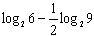 log₂ 6 − 1/2 log₂ 9